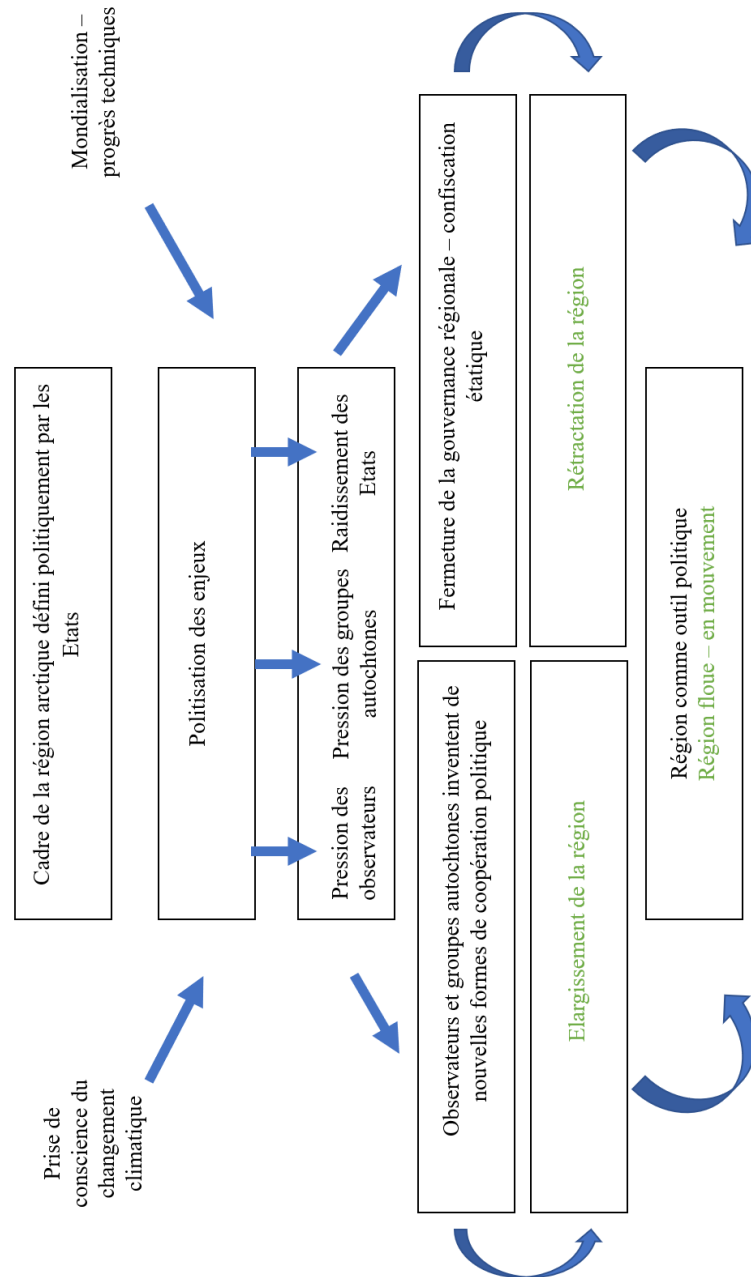 Cadre de la région arctique défini politiquement par les
Etats
Prise de
conscience du
changement
climatique
Mondialisation –
progrès techniques
Politisation des enjeux
Pression des
observateurs
Pression des groupes
autochtones
Raidissement des
Etats
Observateurs et groupes autochtones inventent de
nouvelles formes de coopération politique
Fermeture de la gouvernance régionale – confiscation
étatique
Elargissement de la région
Rétractation de la région
Région comme outil politique
Région floue – en mouvement